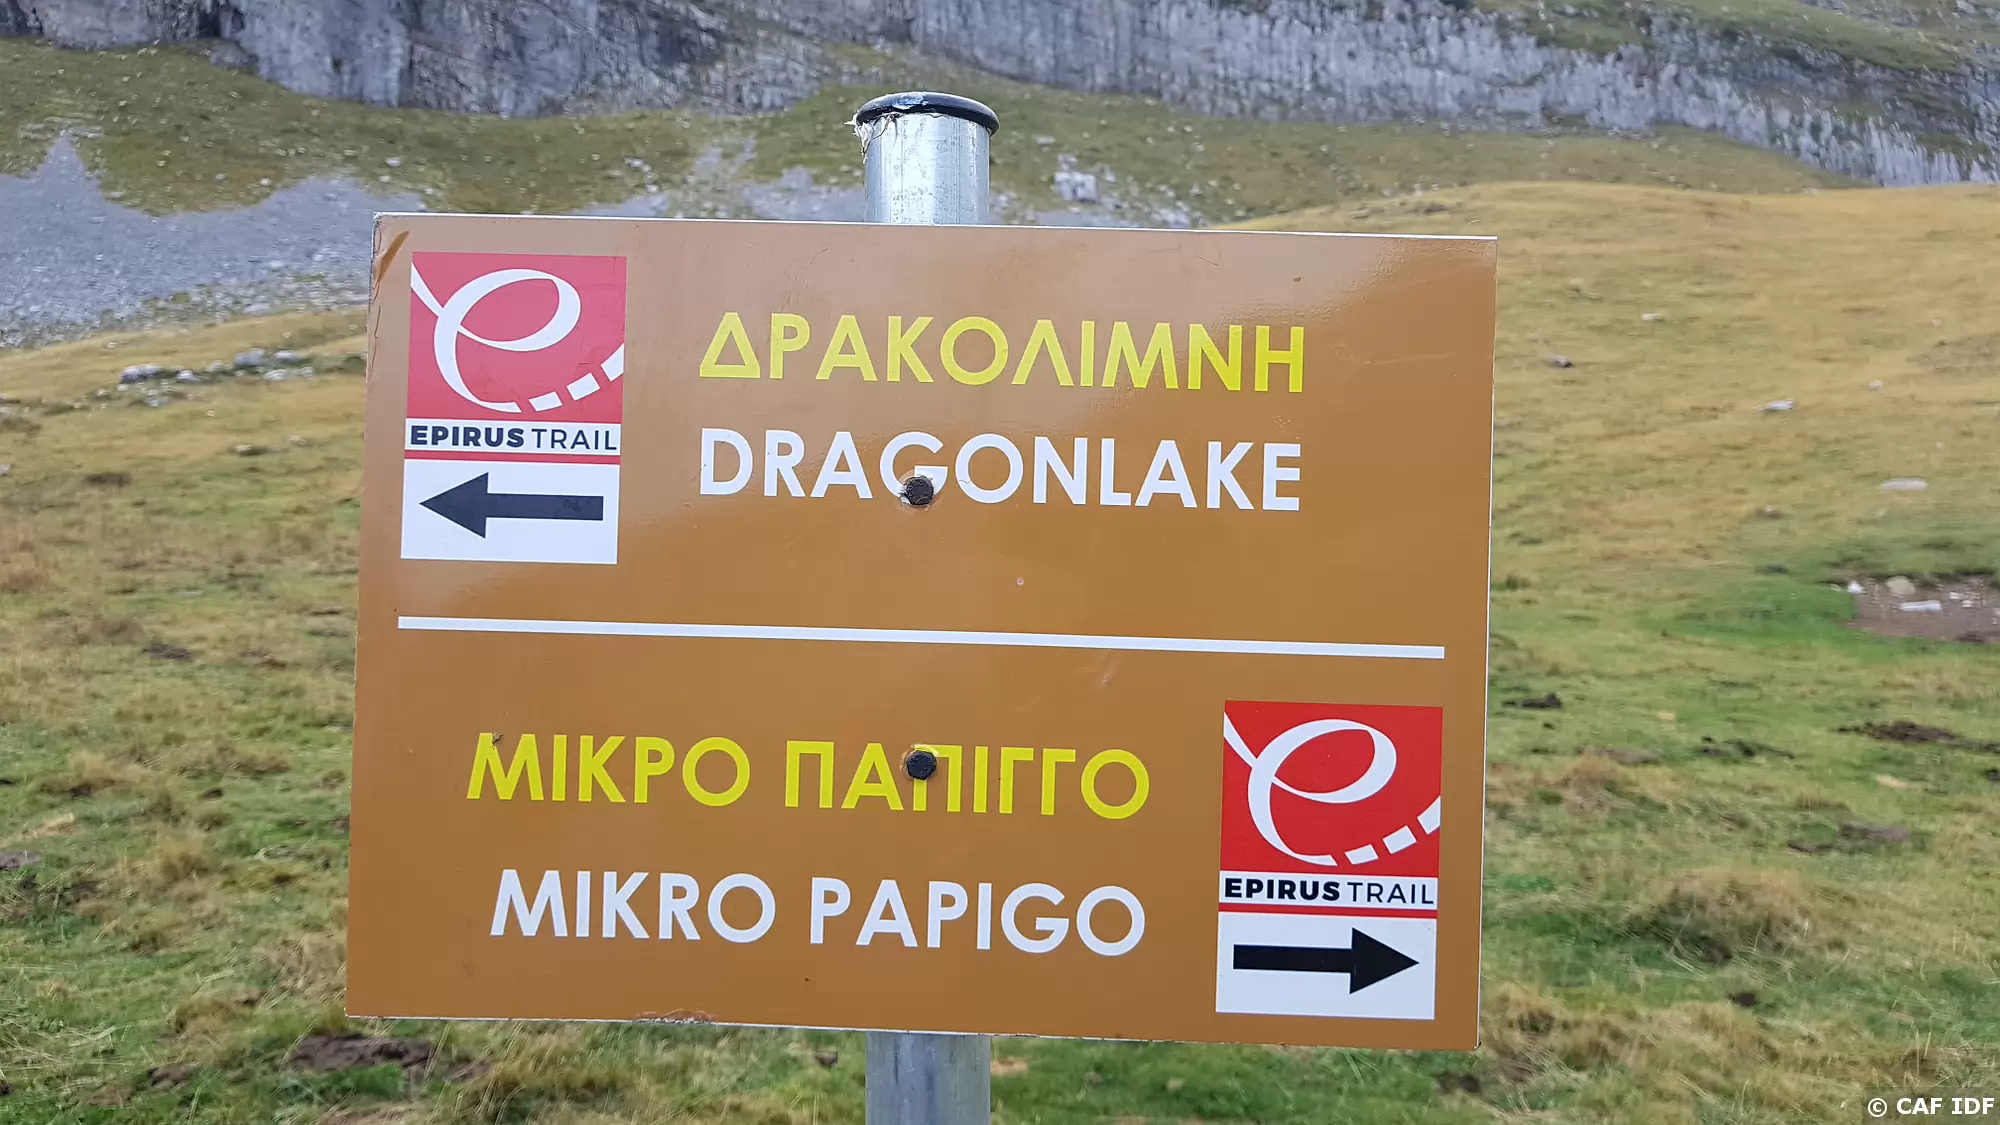 EPIRUS TRAIL
ΔΡΑΚΟΛΙΜΝΗ
DRAGONLAKE
ΜΙΚΡΟ ΠΑΠΙΓΓΟ
MIKRO PAPIGO
EPIRUS TRAIL
© CAF IDF